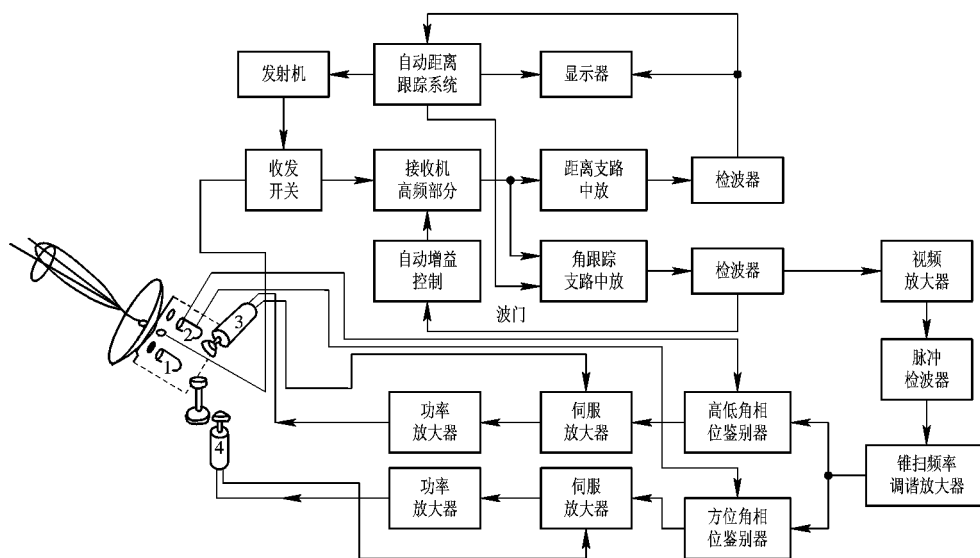 发射机
自动距离
跟踪系统
显示器
收发
开关
接收机
高频部分
距离支路
中放
检波器
自动增益
控制
角跟踪
支路中放
检波器
视频
放大器
波门
脉冲
检波器
1
2
3
4
功率
放大器
伺服
放大器
高低角相
位鉴别器
锥扫频率
调谐放大器
功率
放大器
伺服
放大器
方位角相
位鉴别器